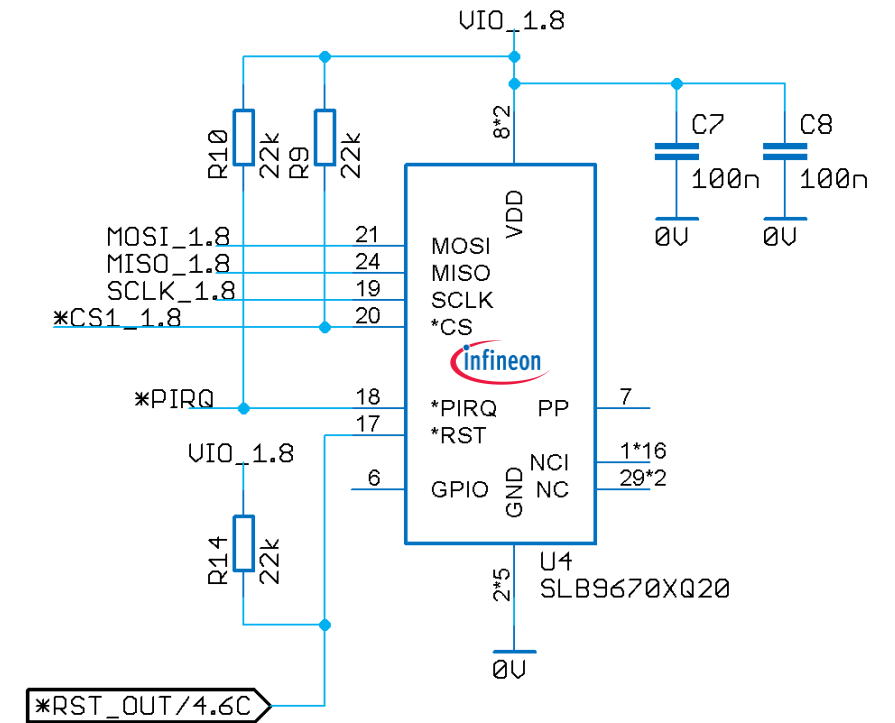 VIO_1.8
8*2
R10
22k
R9
22k
C7
100n
0V
C8
100n
0V
VDD
MOSI_1.8
21
MOSI
MISO_1.8
24
MISO
SCLK_1.8
19
SCLK
*CS1_1.8
20
*CS
infineon
*PIRQ
18
*PIRQ
PP
7
17
*RST
VIO_1.8
1*16
NCI
6
GPIO
GND
NC
29*2
R14
22k
2*5
U4
SLB9670XQ20
0V
*RST_OUT/4.6C